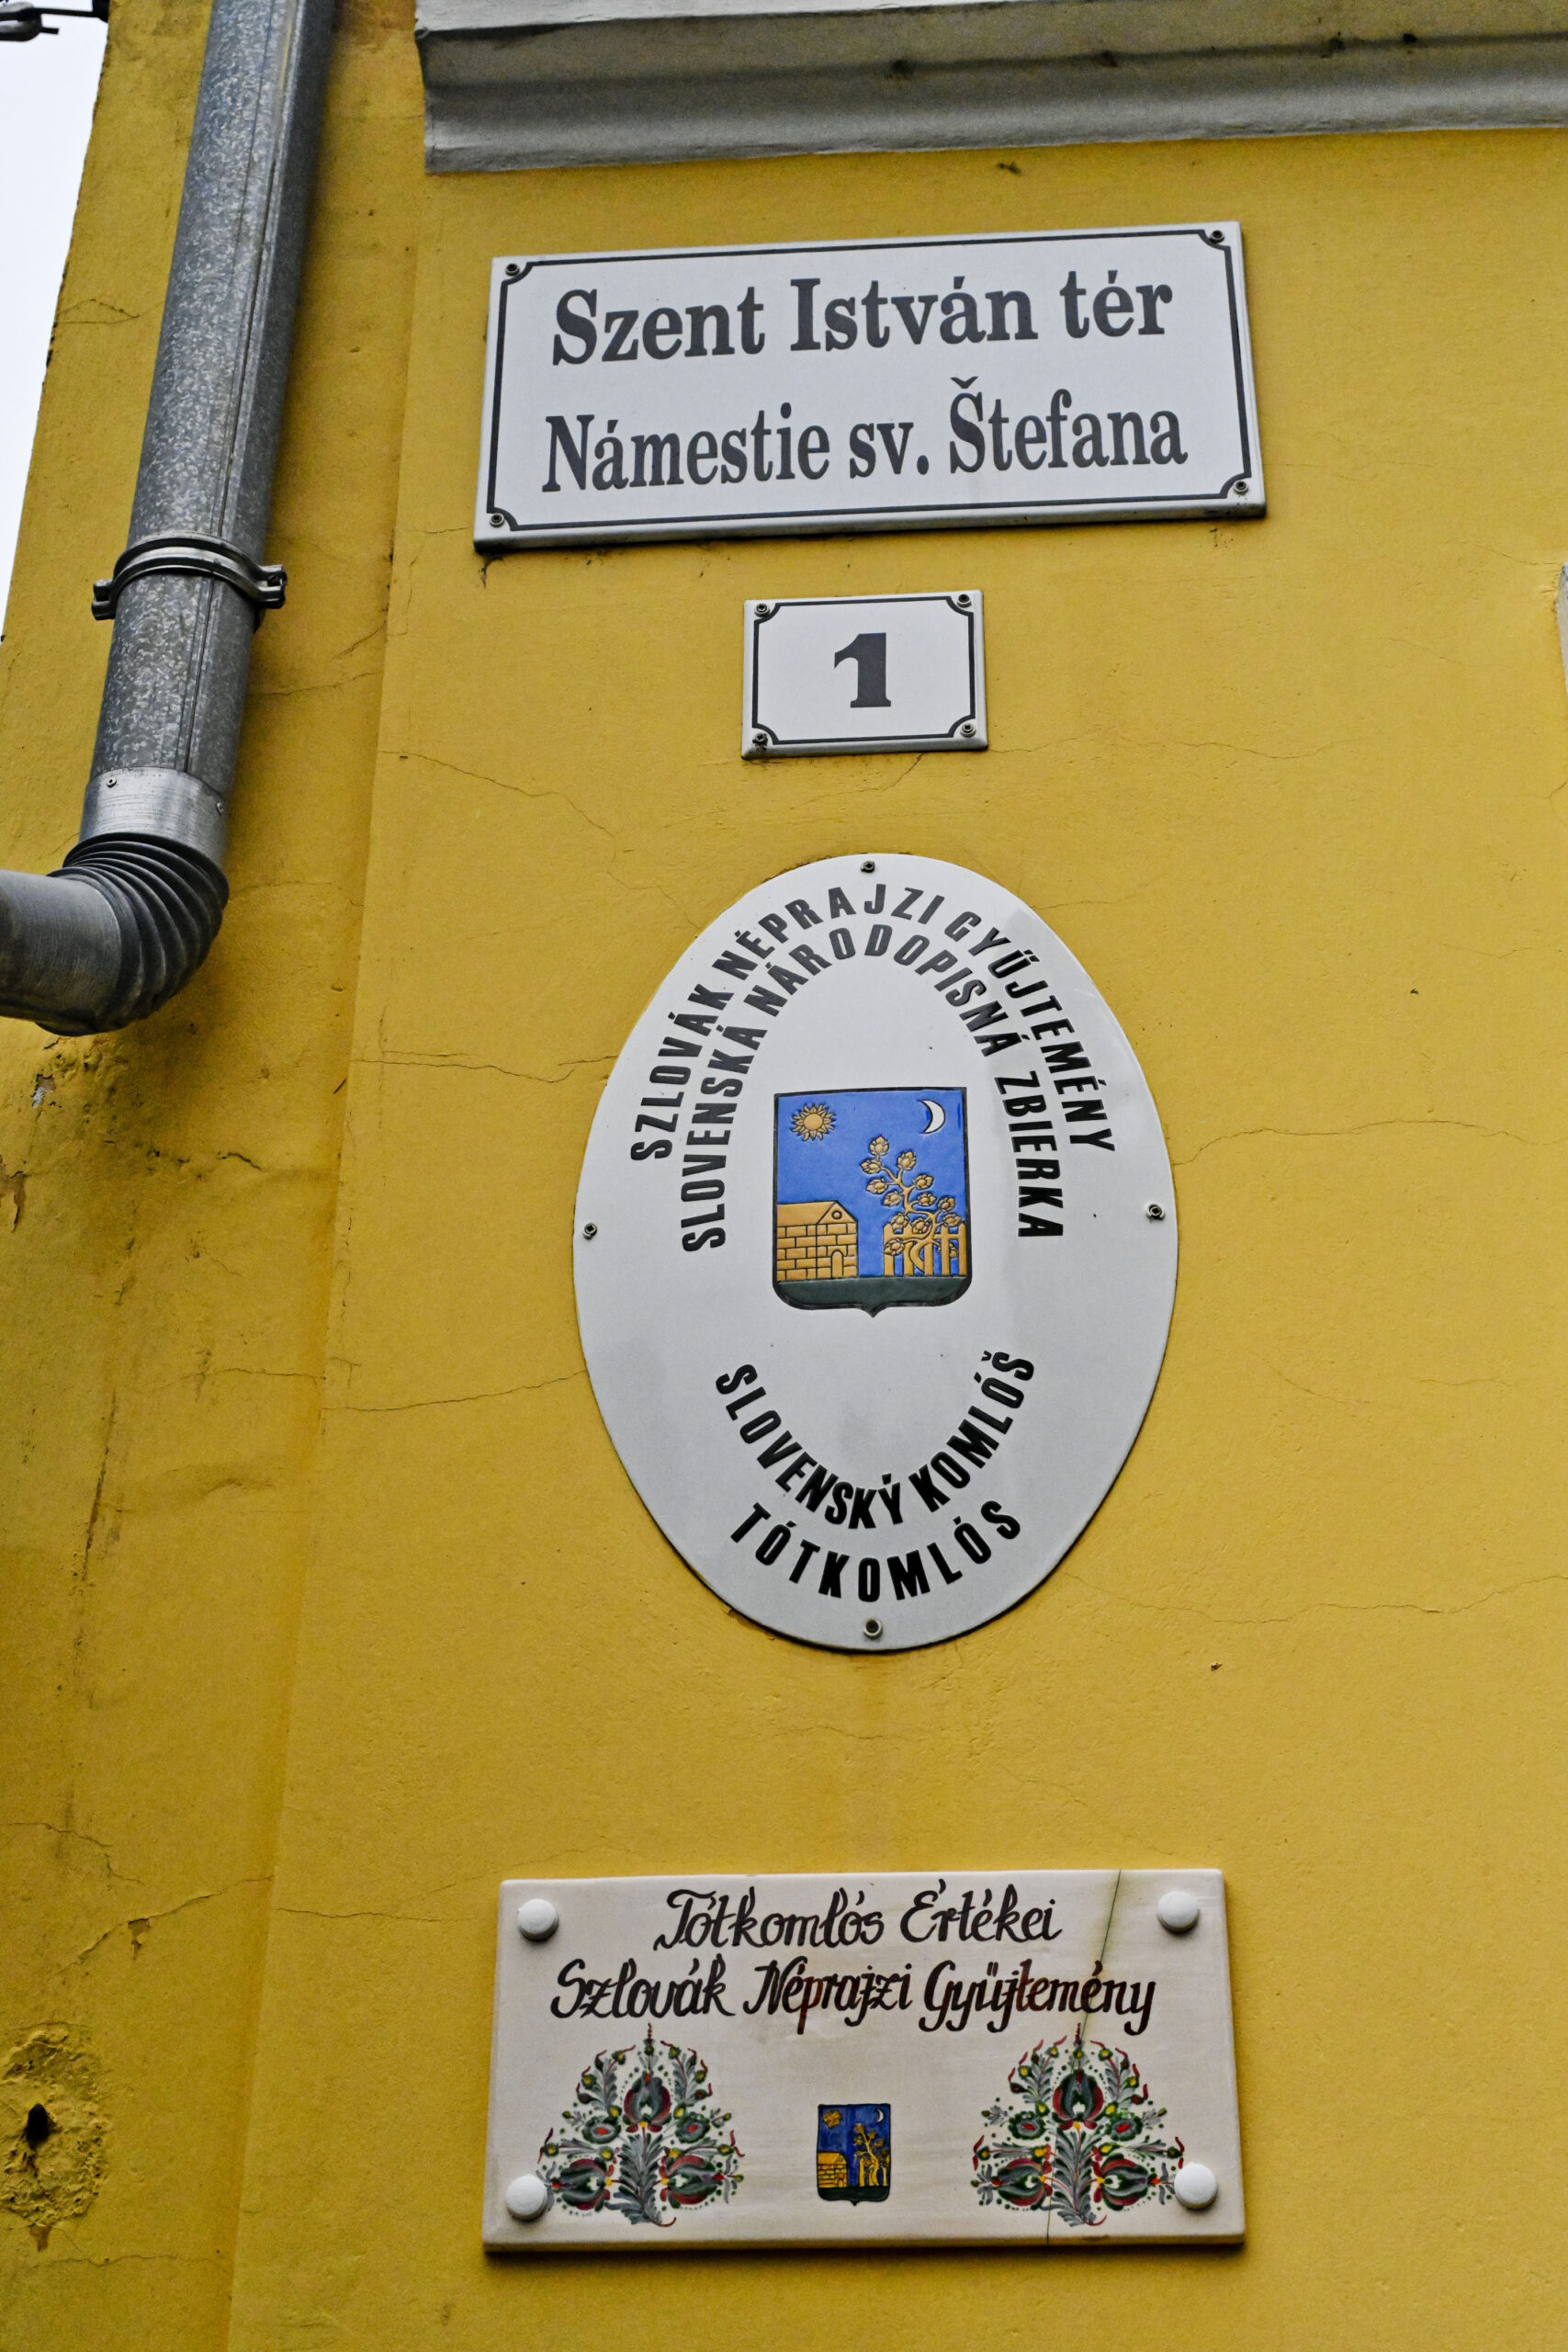 Szent István tér
Námestie sv. Štefana
1
SZLOVÁK NÉPRAJZI GYŰJTEMÉNY
SLOVENSKÁ NÁRODOPISNÁ ZBIERKA
SLOVENSKÝ KOMLÓŠ
TÓTKOMLÓS
Tótkomlós Értékei
Szlovák Néprajzi Gyűjtemény